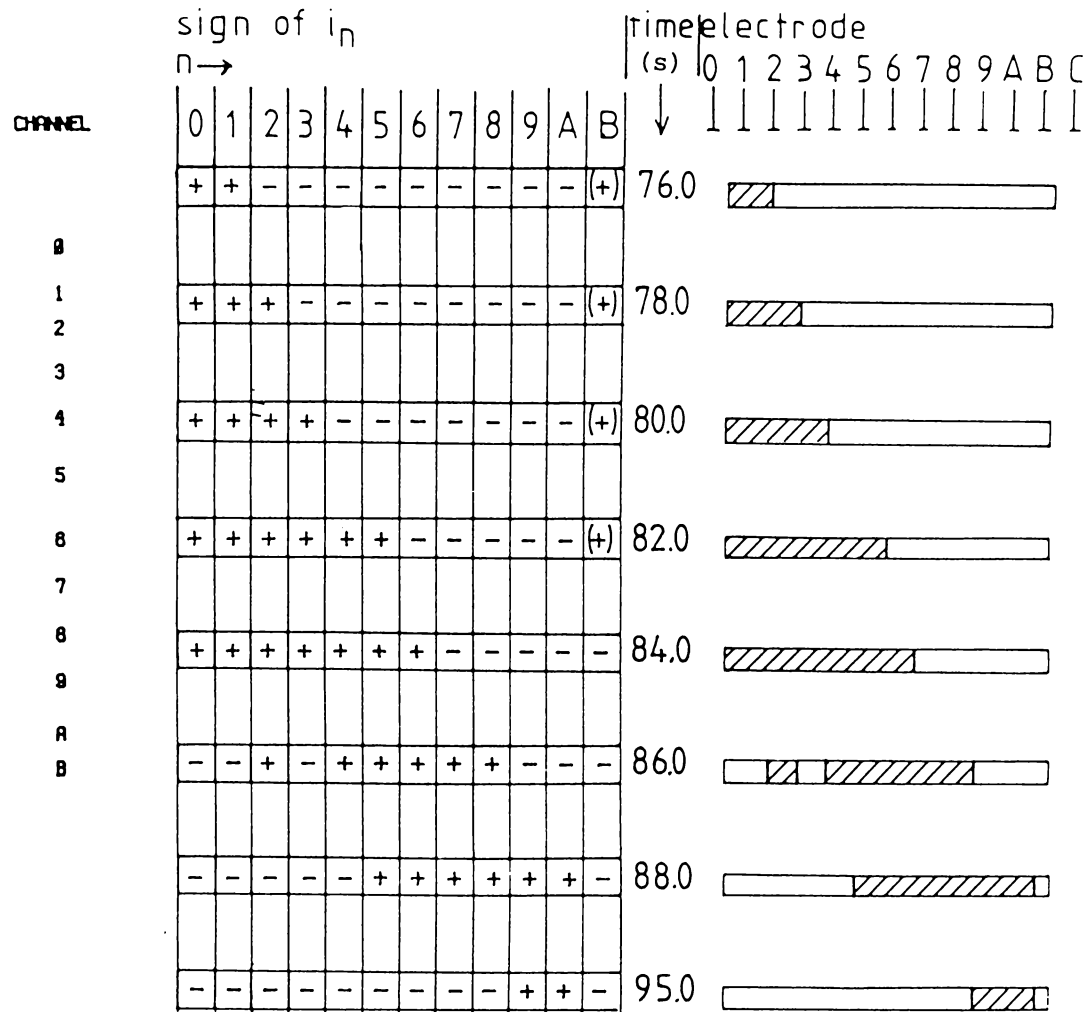 sign of in
time electrode
n→
(s)
0 1 2 3 4 5 6 7 8 9 A B C
CHANNEL
0 1 2 3 4 5 6 7 8 9 A B
+ + - - - - - - - - - (+) 76.0
0
1
+ + + - - - - - - - - (+) 78.0
2
3
4
+ + + + - - - - - - - (+) 80.0
5
6
+ + + + + + - - - - - (+) 82.0
7
8
+ + + + + + + - - - - - 84.0
9
A
B
- - + - + + + + + - - - 86.0
- - - - - + + + + + + - 88.0
- - - - - - - - - + + - 95.0